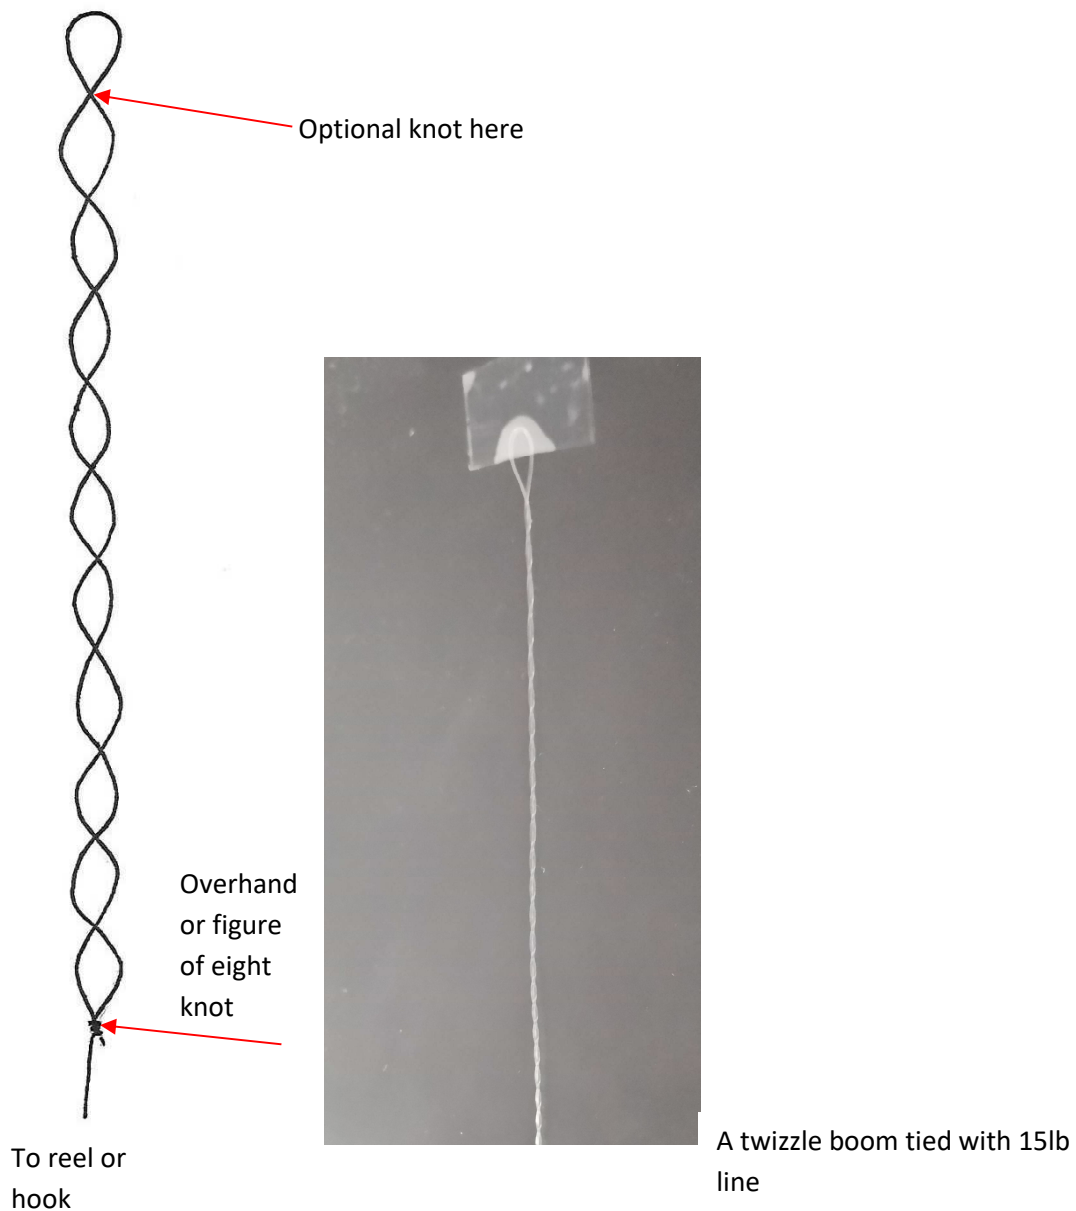 Optional knot here
Overhand
or figure
of eight
knot
To reel or
hook
A twizzle boom tied with 15lb
line